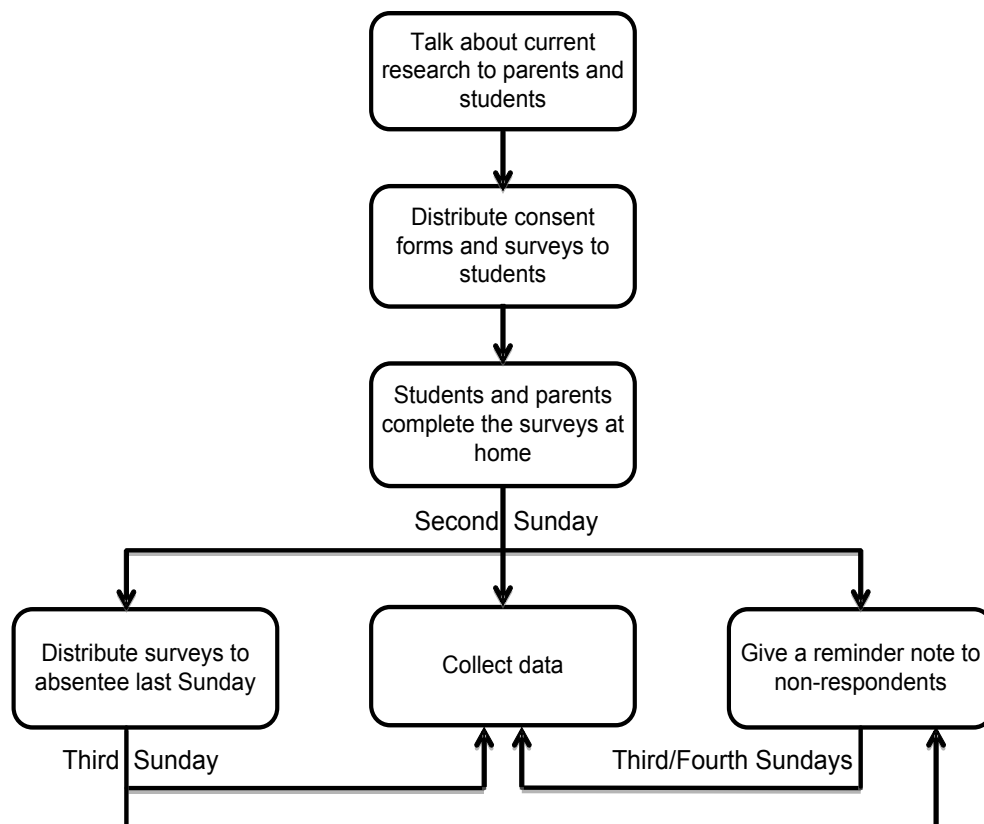 Talk about current
research to parents and
students
Distribute consent
forms and surveys to
students
Students and parents
complete the surveys at
home
Second Sunday
Distribute surveys to
absentee last Sunday
Collect data
Give a reminder note to
non-respondents
Third Sunday
Third/Fourth Sundays